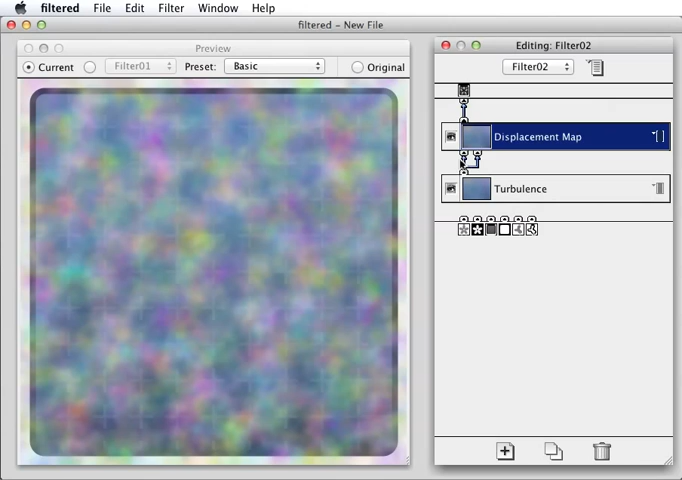 filtered File Edit Filter Window Help
filtered – New File
Preview
Current Filter01 Preset: Basic Original
Editing: Filter02
Filter02
Displacement Map
Turbulence